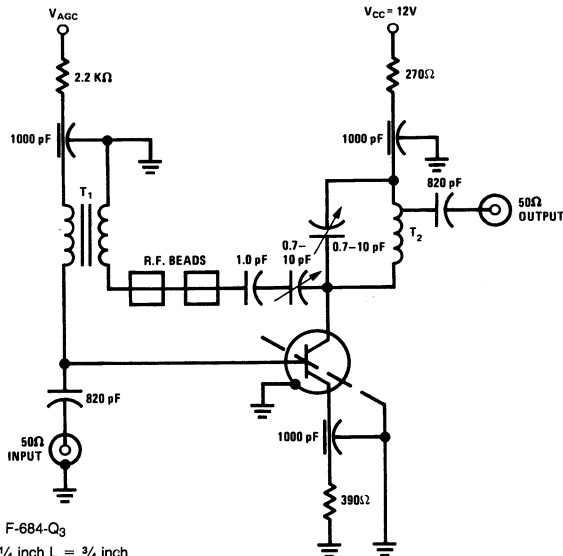 VAGC
VCC = 12V
2.2 KΩ
270Ω
1000 pF
1000 pF
820 pF
T1
50Ω
OUTPUT
T2
0.7–
10 pF
0.7–10 pF
R.F. BEADS
1.0 pF
820 pF
50Ω
INPUT
1000 pF
390Ω
F-684-Q3
1/4 inch L = 3/4 inch